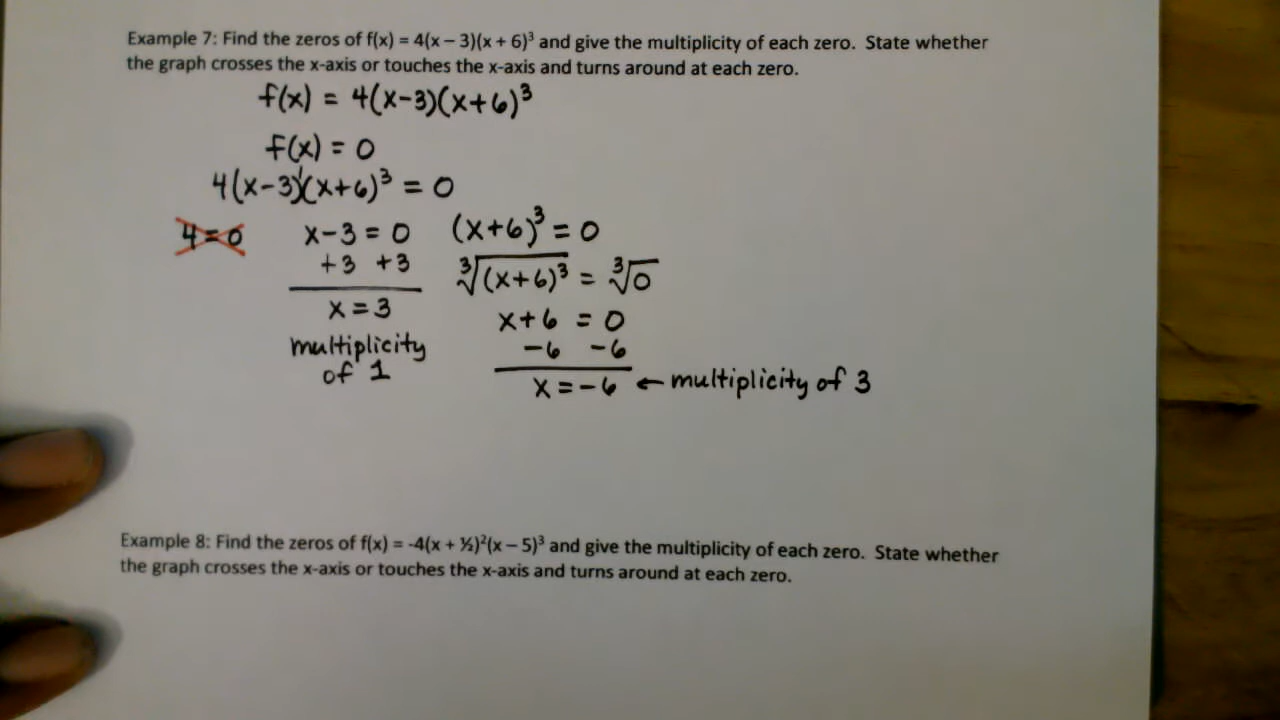 Example 7: Find the zeros of f(x) = 4(x – 3)(x + 6)³ and give the multiplicity of each zero. State whether
the graph crosses the x-axis or touches the x-axis and turns around at each zero.
f(x) = 4(x-3)(x+6)³
f(x) = 0
4(x-3)¹(x+6)³ = 0
4=0 x-3 = 0 (x+6)³ = 0
+3 +3 ∛(x+6)³ = ∛0
x = 3 x+6 = 0
multiplicity -6 -6
of 1 x = -6 ← multiplicity of 3
Example 8: Find the zeros of f(x) = -4(x + ½)²(x – 5)³ and give the multiplicity of each zero. State whether
the graph crosses the x-axis or touches the x-axis and turns around at each zero.